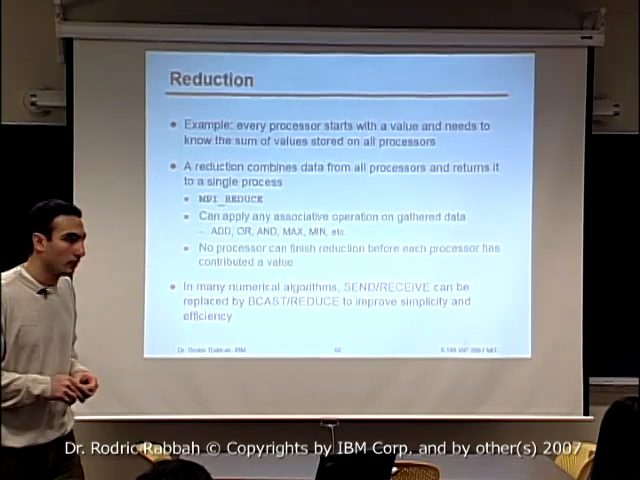 Reduction
• Example: every processor starts with a value and needs to
know the sum of values stored on all processors
• A reduction combines data from all processors and returns it
to a single process
• MPI_REDUCE
• Can apply any associative operation on gathered data
– ADD, OR, AND, MAX, MIN, etc.
• No processor can finish reduction before each processor has
contributed a value
• In many numerical algorithms, SEND/RECEIVE can be
replaced by BCAST/REDUCE to improve simplicity and
efficiency
Dr. Rodric Rabbah, IBM
Dr. Rodric Rabbah © Copyrights by IBM Corp, and by other(s) 2007